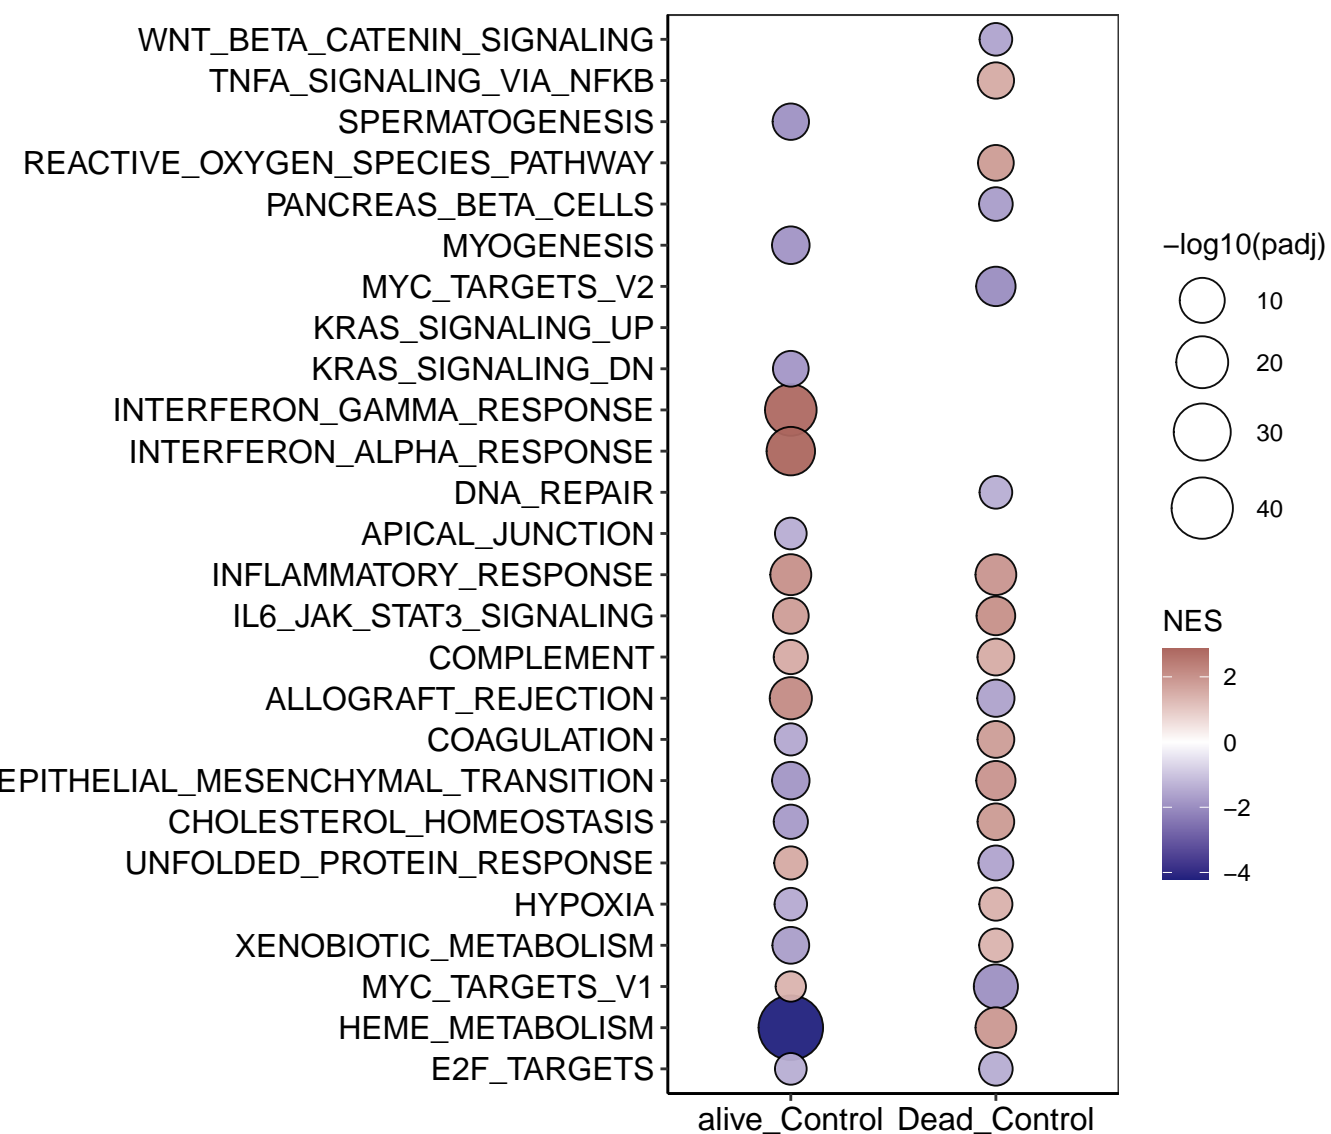 WNT_BETA_CATENIN_SIGNALING
TNFA_SIGNALING_VIA_NFKB
SPERMATOGENESIS
REACTIVE_OXYGEN_SPECIES_PATHWAY
PANCREAS_BETA_CELLS
MYOGENESIS
MYC_TARGETS_V2
KRAS_SIGNALING_UP
KRAS_SIGNALING_DN
INTERFERON_GAMMA_RESPONSE
INTERFERON_ALPHA_RESPONSE
DNA_REPAIR
APICAL_JUNCTION
INFLAMMATORY_RESPONSE
IL6_JAK_STAT3_SIGNALING
COMPLEMENT
ALLOGRAFT_REJECTION
COAGULATION
EPITHELIAL_MESENCHYMAL_TRANSITION
CHOLESTEROL_HOMEOSTASIS
UNFOLDED_PROTEIN_RESPONSE
HYPOXIA
XENOBIOTIC_METABOLISM
MYC_TARGETS_V1
HEME_METABOLISM
E2F_TARGETS
alive_Control Dead_Control
−log10(padj)
10
20
30
40
NES
2
0
−2
−4